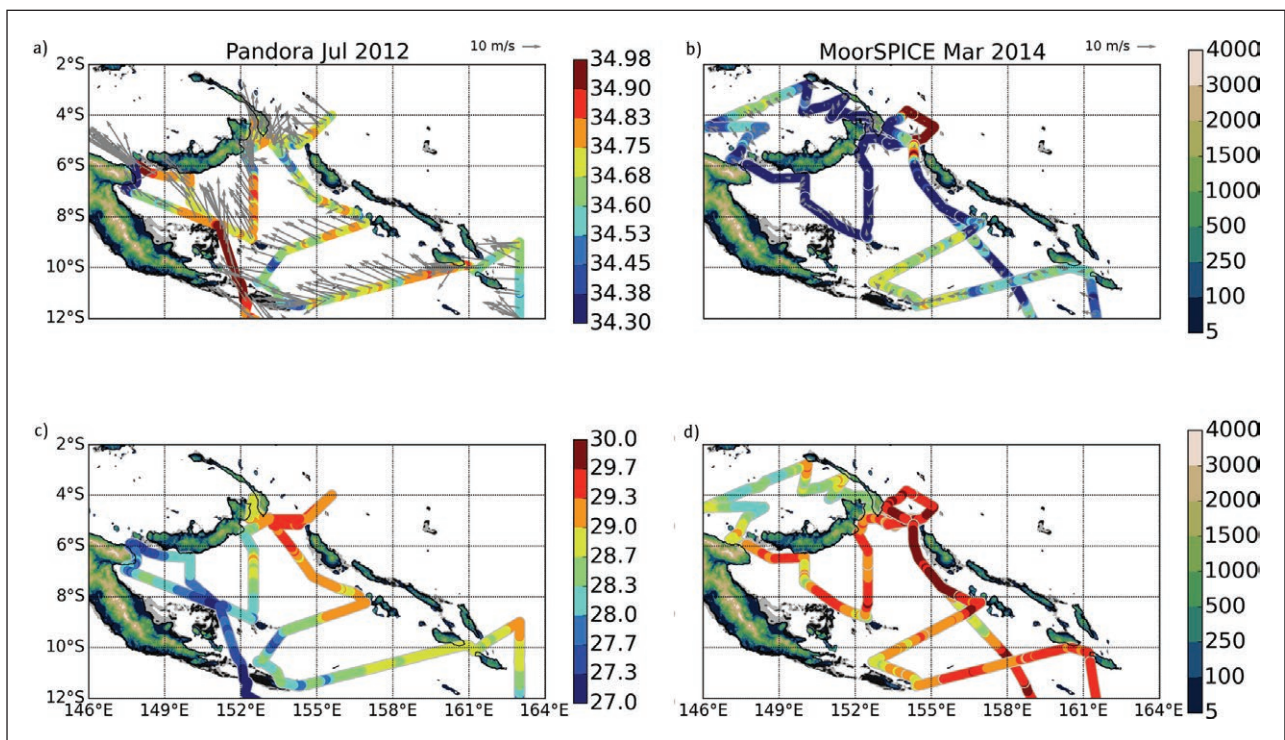 a)
Pandora Jul 2012
10 m/s
2°S
4°S
6°S
8°S
10°S
12°S
34.98
34.90
34.83
34.75
34.68
34.60
34.53
34.45
34.38
34.30
b)
MoorSPICE Mar 2014
10 m/s
4000
3000
2000
1500
1000
500
250
100
5
c)
2°S
4°S
6°S
8°S
10°S
12°S
146°E
149°E
152°E
155°E
158°E
161°E
164°E
30.0
29.7
29.3
29.0
28.7
28.3
28.0
27.7
27.3
27.0
d)
146°E
149°E
152°E
155°E
158°E
161°E
164°E
4000
3000
2000
1500
1000
500
250
100
5